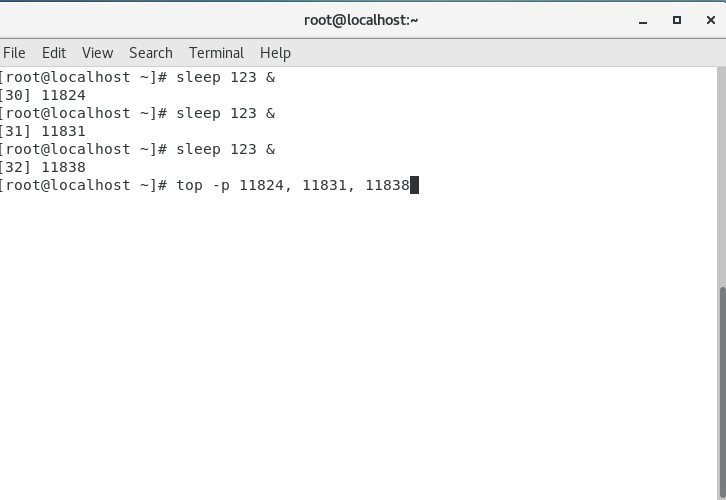 root@localhost:~
File Edit View Search Terminal Help
[root@localhost ~]# sleep 123 &
[30] 11824
[root@localhost ~]# sleep 123 &
[31] 11831
[root@localhost ~]# sleep 123 &
[32] 11838
[root@localhost ~]# top -p 11824, 11831, 11838